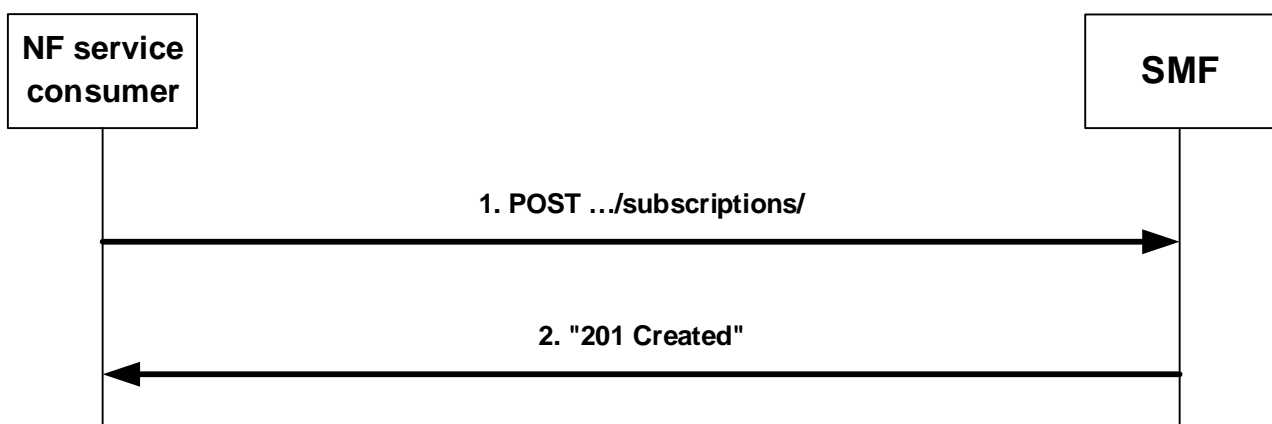 NF service
consumer
SMF
1. POST …/subscriptions/
2. "201 Created"